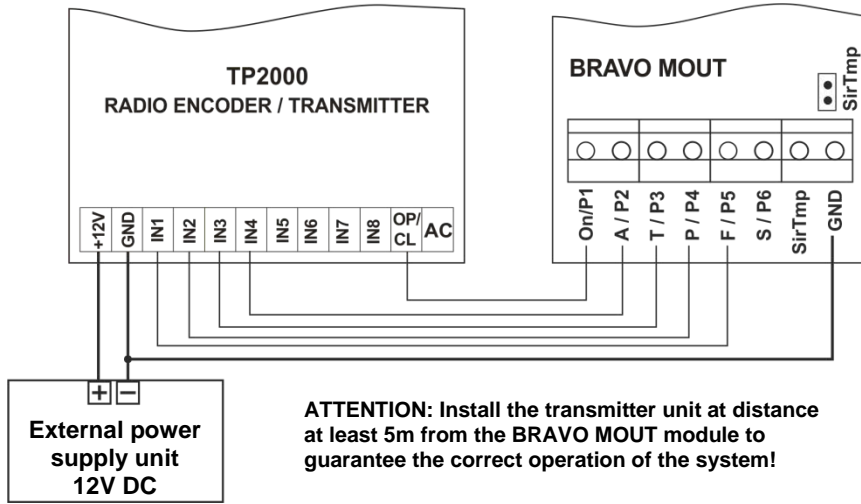 TP2000
RADIO ENCODER / TRANSMITTER
+12V
GND
IN1
IN2
IN3
IN4
IN5
IN6
IN7
IN8
OP/
CL
AC
BRAVO MOUT
SirTmp
On/P1
A / P2
T / P3
P / P4
F / P5
S / P6
SirTmp
GND
+ −
External power
supply unit
12V DC
ATTENTION: Install the transmitter unit at distance
at least 5m from the BRAVO MOUT module to
guarantee the correct operation of the system!